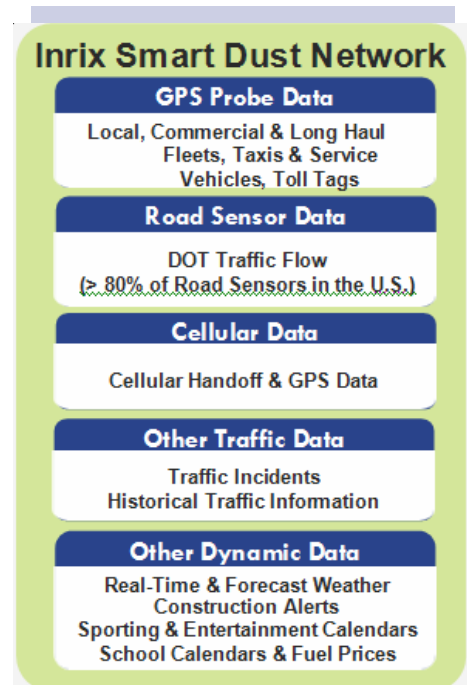 Inrix Smart Dust Network
GPS Probe Data
Local, Commercial & Long Haul
Fleets, Taxis & Service
Vehicles, Toll Tags
Road Sensor Data
DOT Traffic Flow
(> 80% of Road Sensors in the U.S.)
Cellular Data
Cellular Handoff & GPS Data
Other Traffic Data
Traffic Incidents
Historical Traffic Information
Other Dynamic Data
Real-Time & Forecast Weather
Construction Alerts
Sporting & Entertainment Calendars
School Calendars & Fuel Prices